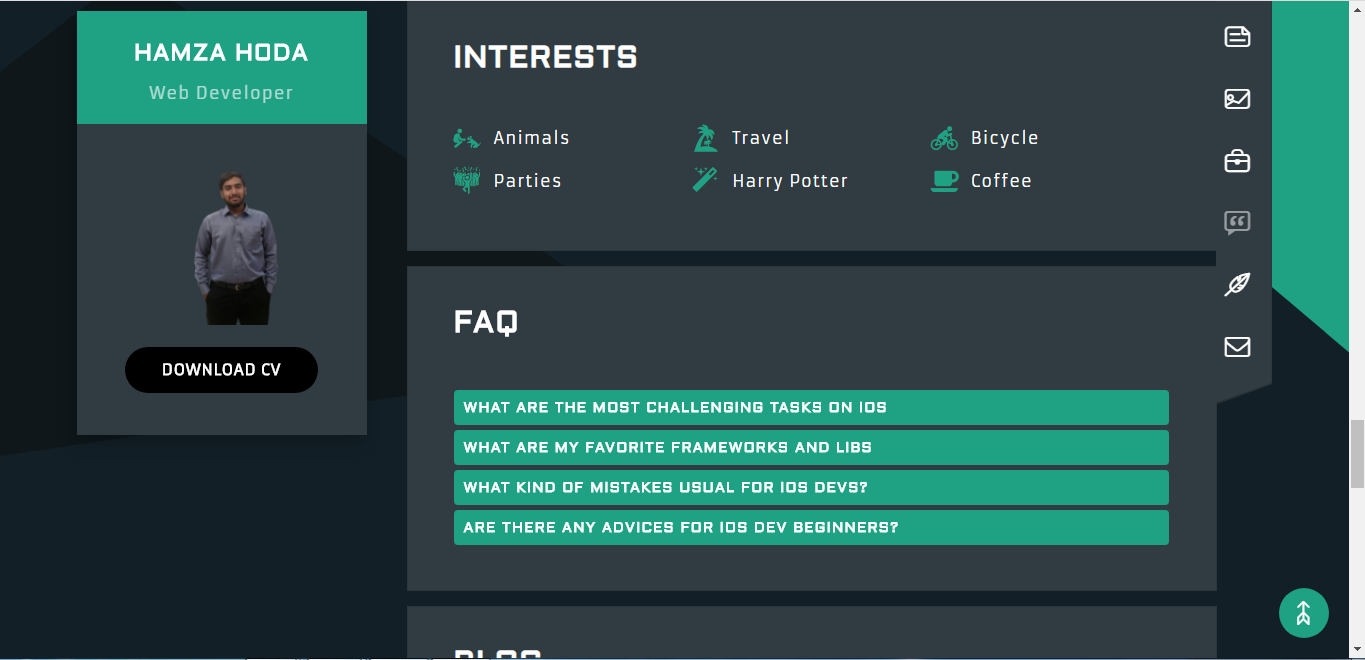 HAMZA HODA
Web Developer
DOWNLOAD CV
INTERESTS
Animals
Travel
Bicycle
Parties
Harry Potter
Coffee
FAQ
WHAT ARE THE MOST CHALLENGING TASKS ON IOS
WHAT ARE MY FAVORITE FRAMEWORKS AND LIBS
WHAT KIND OF MISTAKES USUAL FOR IOS DEVS?
ARE THERE ANY ADVICES FOR IOS DEV BEGINNERS?
BLOG